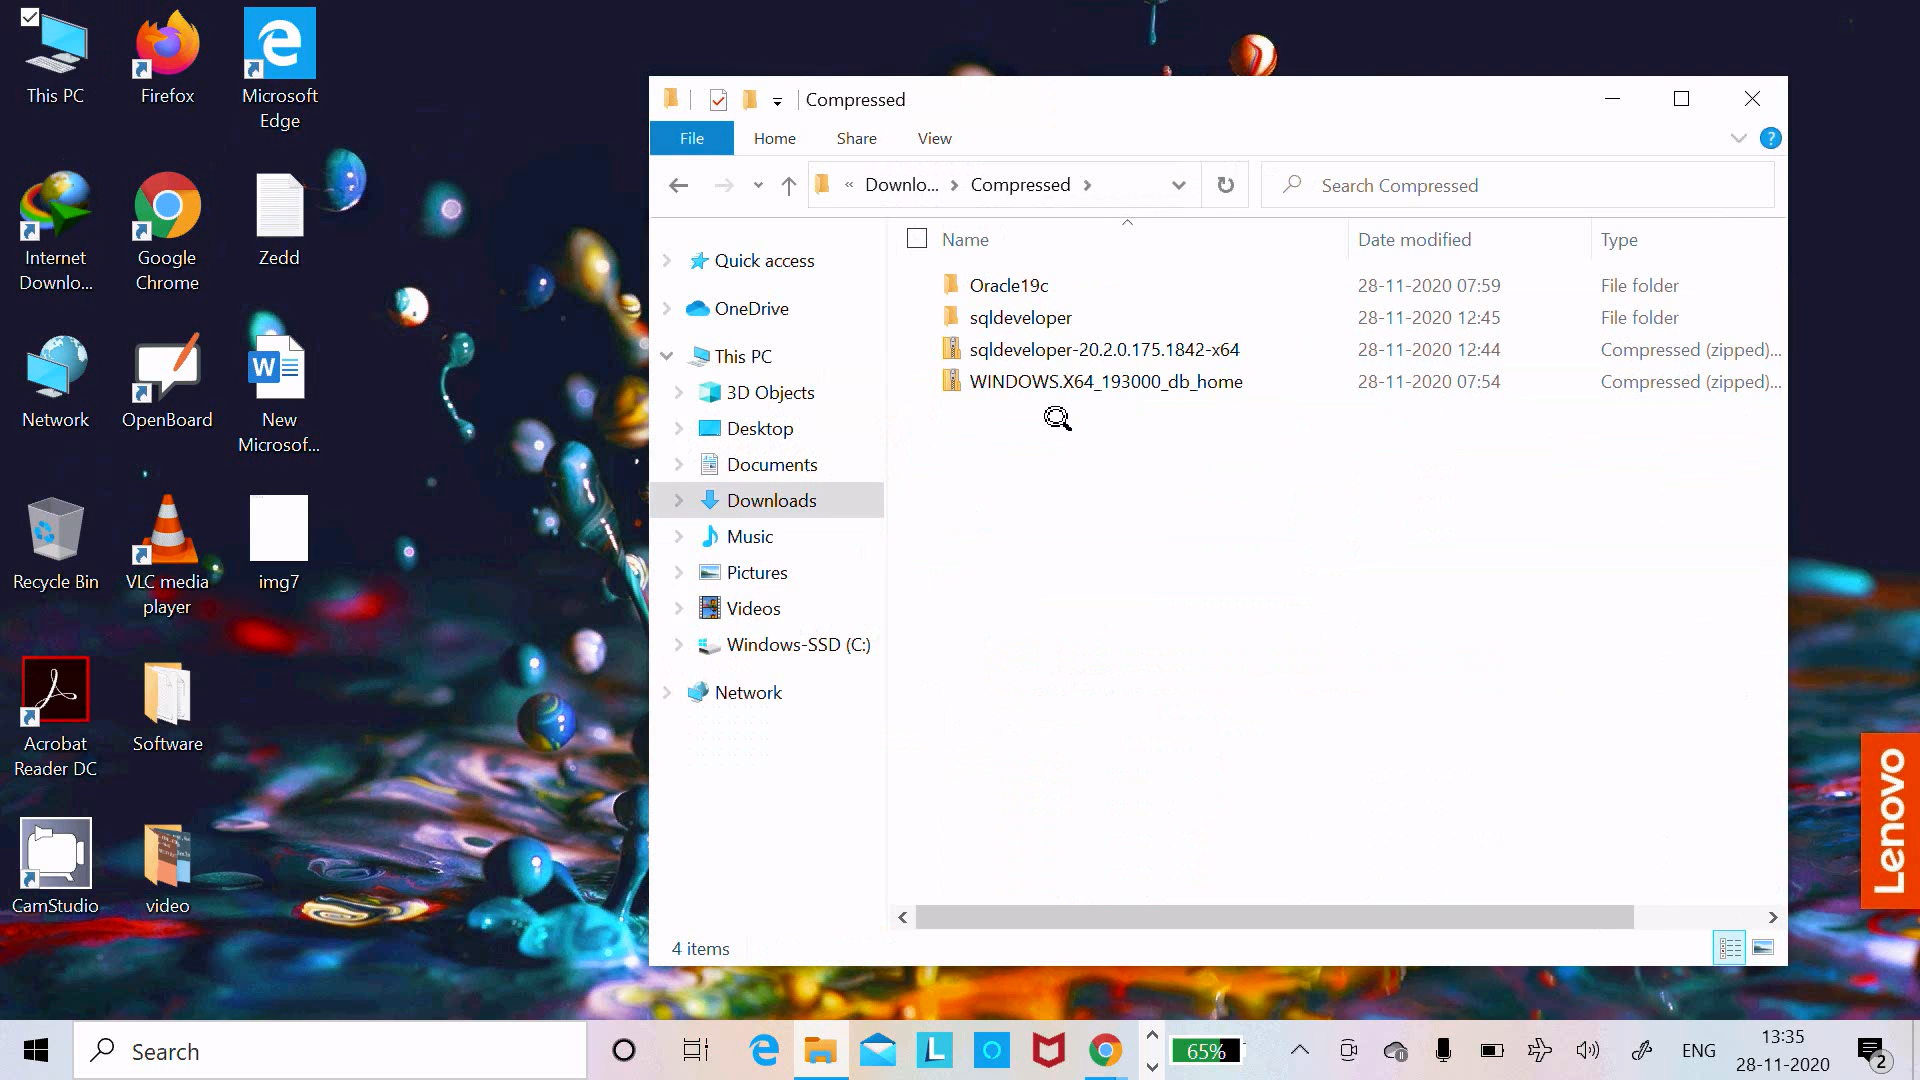 This PC
Firefox
Microsoft
Edge
Internet
Downlo...
Google
Chrome
Zedd
Network
OpenBoard
New
Microsof...
Recycle Bin
VLC media
player
img7
Acrobat
Reader DC
Software
CamStudio
video
Compressed
File
Home
Share
View
?
« Downlo... Compressed
Search Compressed
Name
Date modified
Type
Quick access
OneDrive
This PC
3D Objects
Desktop
Documents
Downloads
Music
Pictures
Videos
Windows-SSD (C:)
Network
Oracle19c 28-11-2020 07:59 File folder
sqldeveloper 28-11-2020 12:45 File folder
sqldeveloper-20.2.0.175.1842-x64 28-11-2020 12:44 Compressed (zipped)...
WINDOWS.X64_193000_db_home 28-11-2020 07:54 Compressed (zipped)...
4 items
Lenovo
Search
L
65%
ENG
13:35
28-11-2020
2